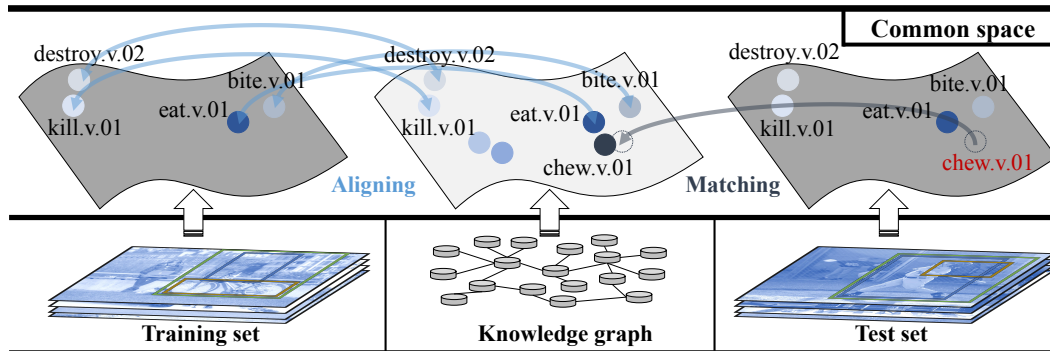 Common space
destroy.v.02
bite.v.01
eat.v.01
kill.v.01
destroy.v.02
bite.v.01
eat.v.01
kill.v.01
chew.v.01
destroy.v.02
bite.v.01
eat.v.01
kill.v.01
chew.v.01
Aligning
Matching
Training set
Knowledge graph
Test set